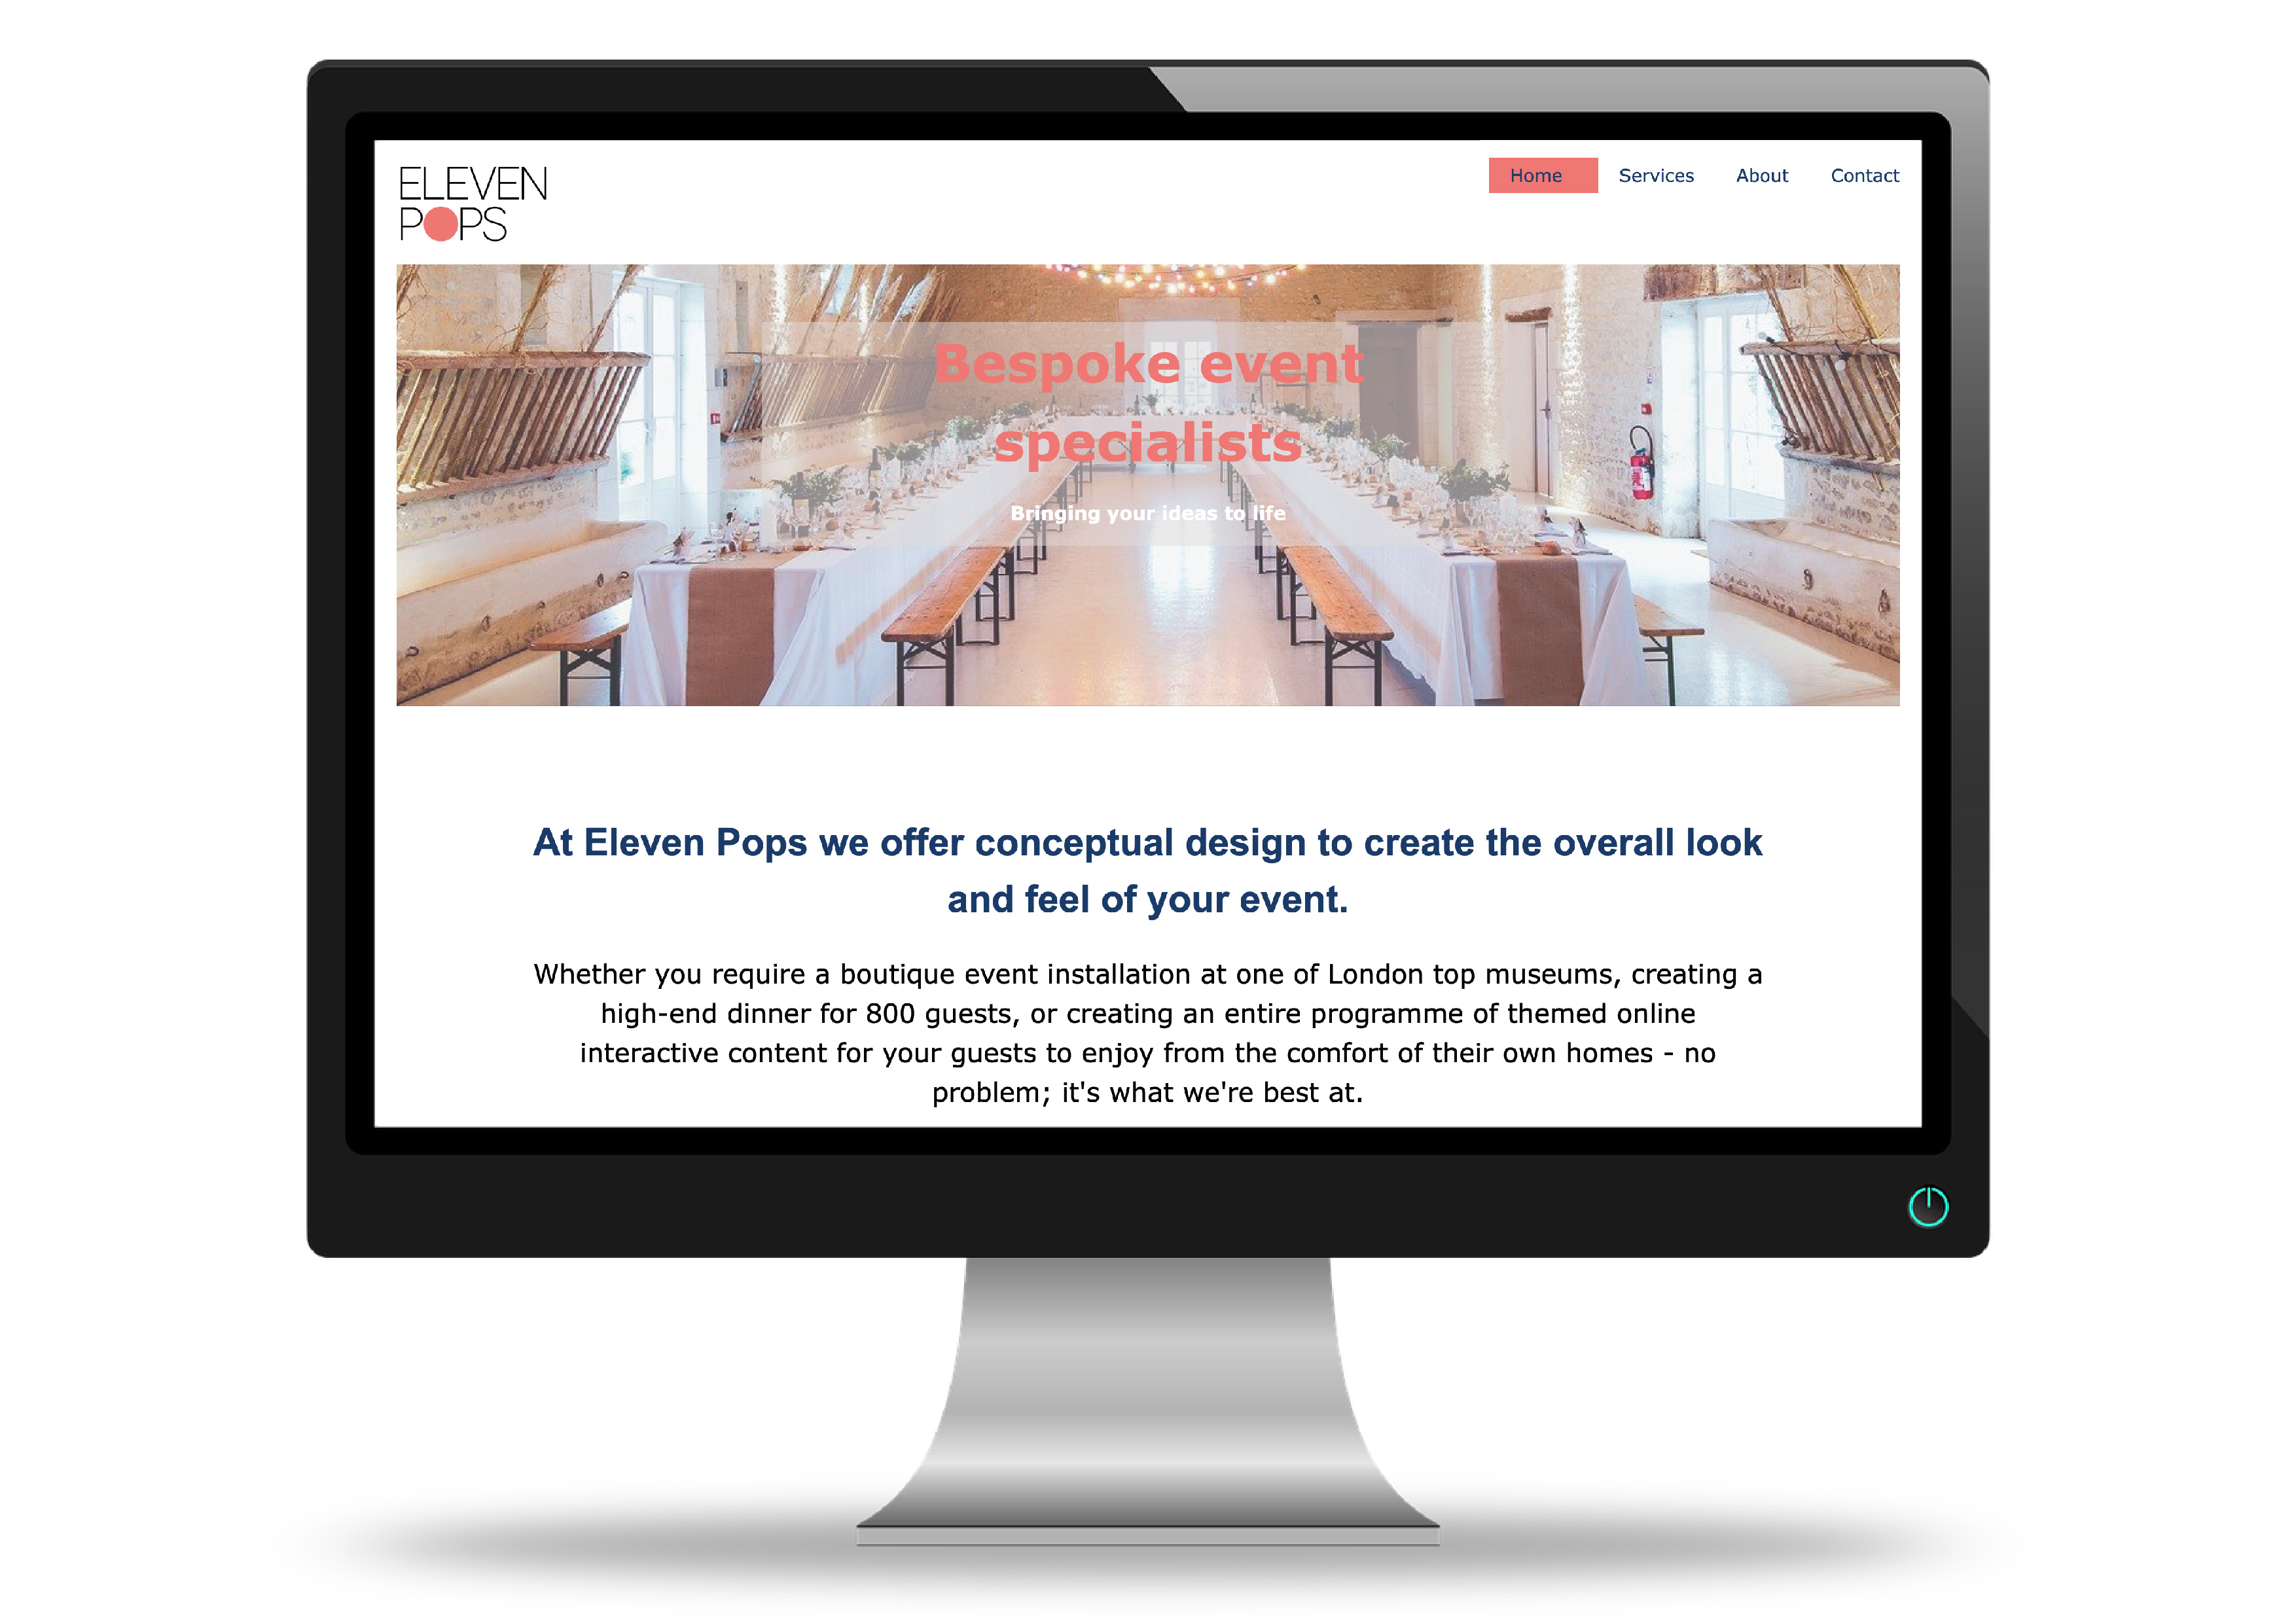 ELEVEN
POPS
Home Services About Contact
Bespoke event
specialists
Bringing your ideas to life
At Eleven Pops we offer conceptual design to create the overall look
and feel of your event.
Whether you require a boutique event installation at one of London top museums, creating a
high-end dinner for 800 guests, or creating an entire programme of themed online
interactive content for your guests to enjoy from the comfort of their own homes - no
problem; it's what we're best at.